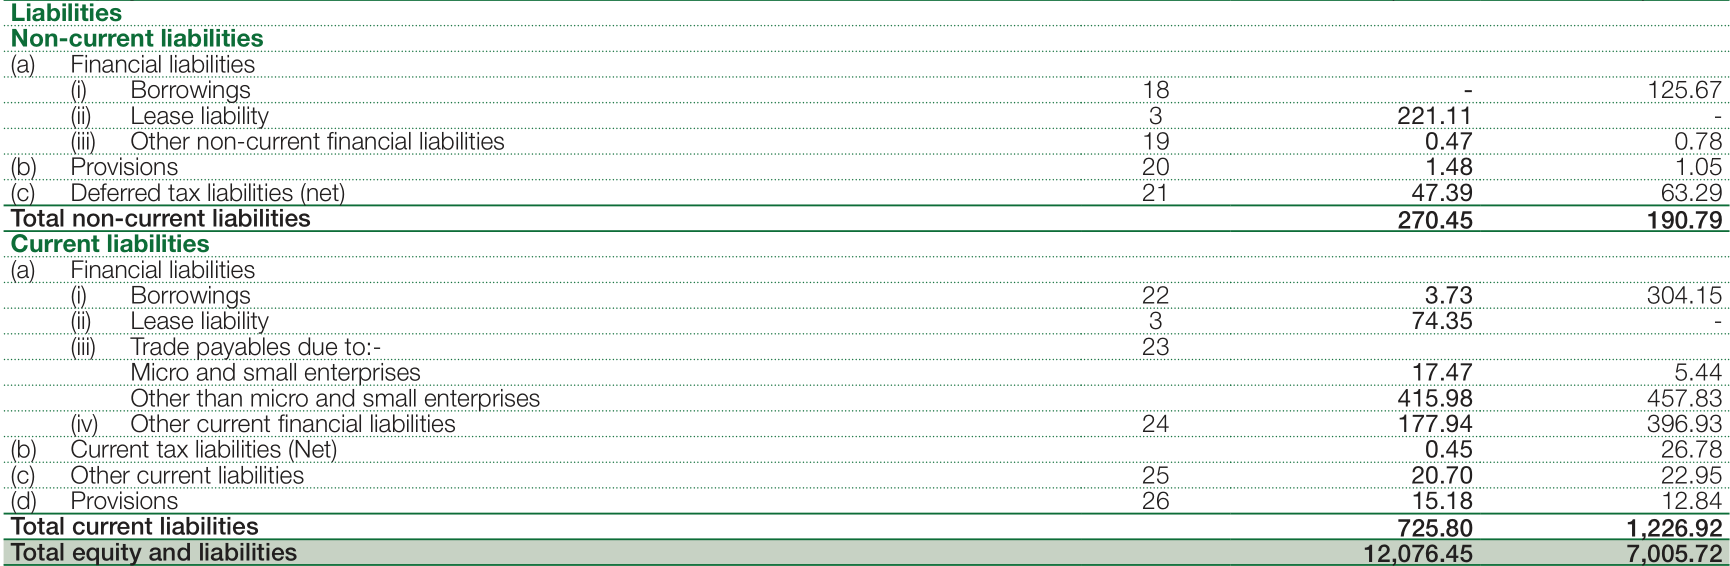 Liabilities
Non-current liabilities
(a) Financial liabilities
(i) Borrowings 18 - 125.67
(ii) Lease liability 3 221.11 -
(iii) Other non-current financial liabilities 19 0.47 0.78
(b) Provisions 20 1.48 1.05
(c) Deferred tax liabilities (net) 21 47.39 63.29
Total non-current liabilities 270.45 190.79
Current liabilities
(a) Financial liabilities
(i) Borrowings 22 3.73 304.15
(ii) Lease liability 3 74.35 -
(iii) Trade payables due to:- 23
Micro and small enterprises 17.47 5.44
Other than micro and small enterprises 415.98 457.83
(iv) Other current financial liabilities 24 177.94 396.93
(b) Current tax liabilities (Net) 0.45 26.78
(c) Other current liabilities 25 20.70 22.95
(d) Provisions 26 15.18 12.84
Total current liabilities 725.80 1,226.92
Total equity and liabilities 12,076.45 7,005.72